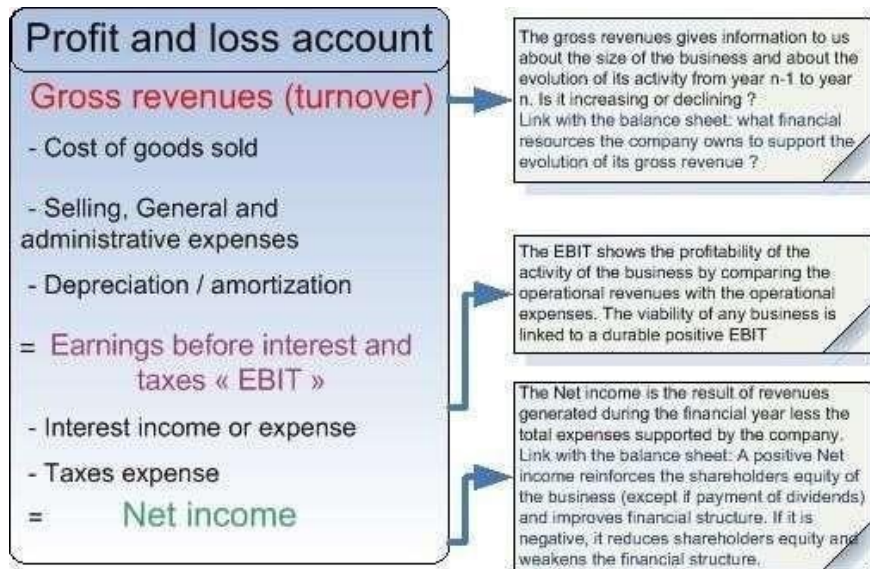 Profit and loss account
Gross revenues (turnover)
- Cost of goods sold
- Selling, General and
administrative expenses
- Depreciation / amortization
= Earnings before interest and
taxes « EBIT »
- Interest income or expense
- Taxes expense
= Net income
The gross revenues gives information to us
about the size of the business and about the
evolution of its activity from year n-1 to year
n. Is it increasing or declining ?
Link with the balance sheet: what financial
resources the company owns to support the
evolution of its gross revenue ?
The EBIT shows the profitability of the
activity of the business by comparing the
operational revenues with the operational
expenses. The viability of any business is
linked to a durable positive EBIT
The Net income is the result of revenues
generated during the financial year less the
total expenses supported by the company.
Link with the balance sheet: A positive Net
income reinforces the shareholders equity of
the business (except if payment of dividends)
and improves financial structure. If it is
negative, it reduces shareholders equity and
weakens the financial structure.